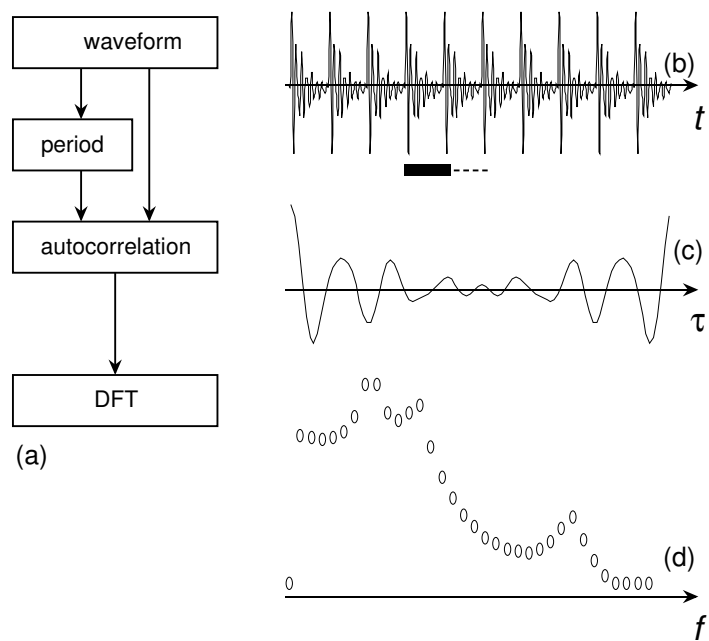 waveform
period
autocorrelation
DFT
(a)
(b)
t
(c)
τ
(d)
f